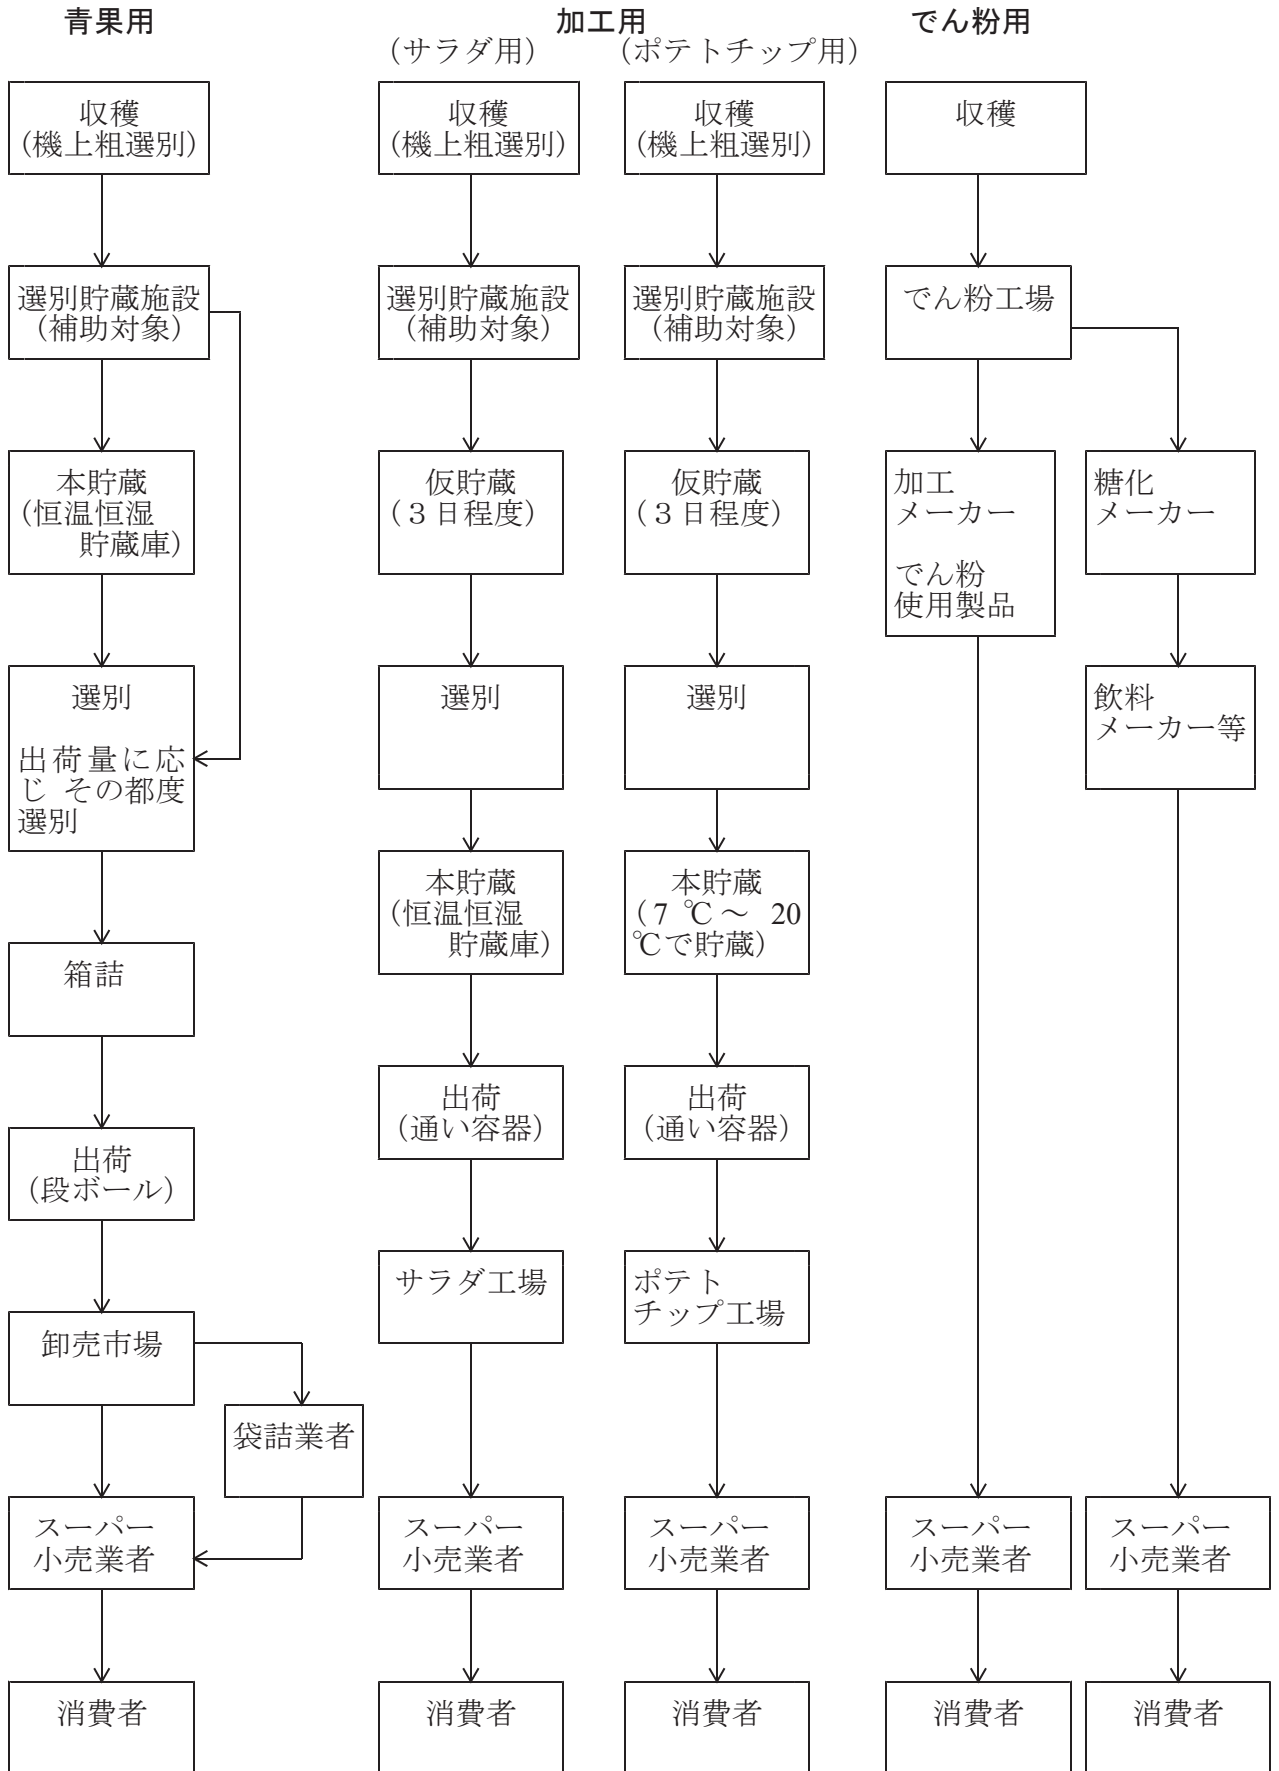 青果用
加工用
でん粉用
(サラダ用)
(ポテトチップ用)
収穫
(機上粗選別)
選別貯蔵施設
(補助対象)
本貯蔵
(恒温恒湿
貯蔵庫)
選別
出荷量に応
じ その都度
選別
箱詰
出荷
(段ボール)
卸売市場
袋詰業者
スーパー
小売業者
消費者
収穫
(機上粗選別)
選別貯蔵施設
(補助対象)
仮貯蔵
(３日程度)
選別
本貯蔵
(恒温恒湿
貯蔵庫)
出荷
(通い容器)
サラダ工場
スーパー
小売業者
消費者
収穫
(機上粗選別)
選別貯蔵施設
(補助対象)
仮貯蔵
(３日程度)
選別
本貯蔵
(7 ℃～ 20
℃で貯蔵)
出荷
(通い容器)
ポテト
チップ工場
スーパー
小売業者
消費者
収穫
でん粉工場
加工
メーカー
でん粉
使用製品
スーパー
小売業者
消費者
糖化
メーカー
飲料
メーカー等
スーパー
小売業者
消費者